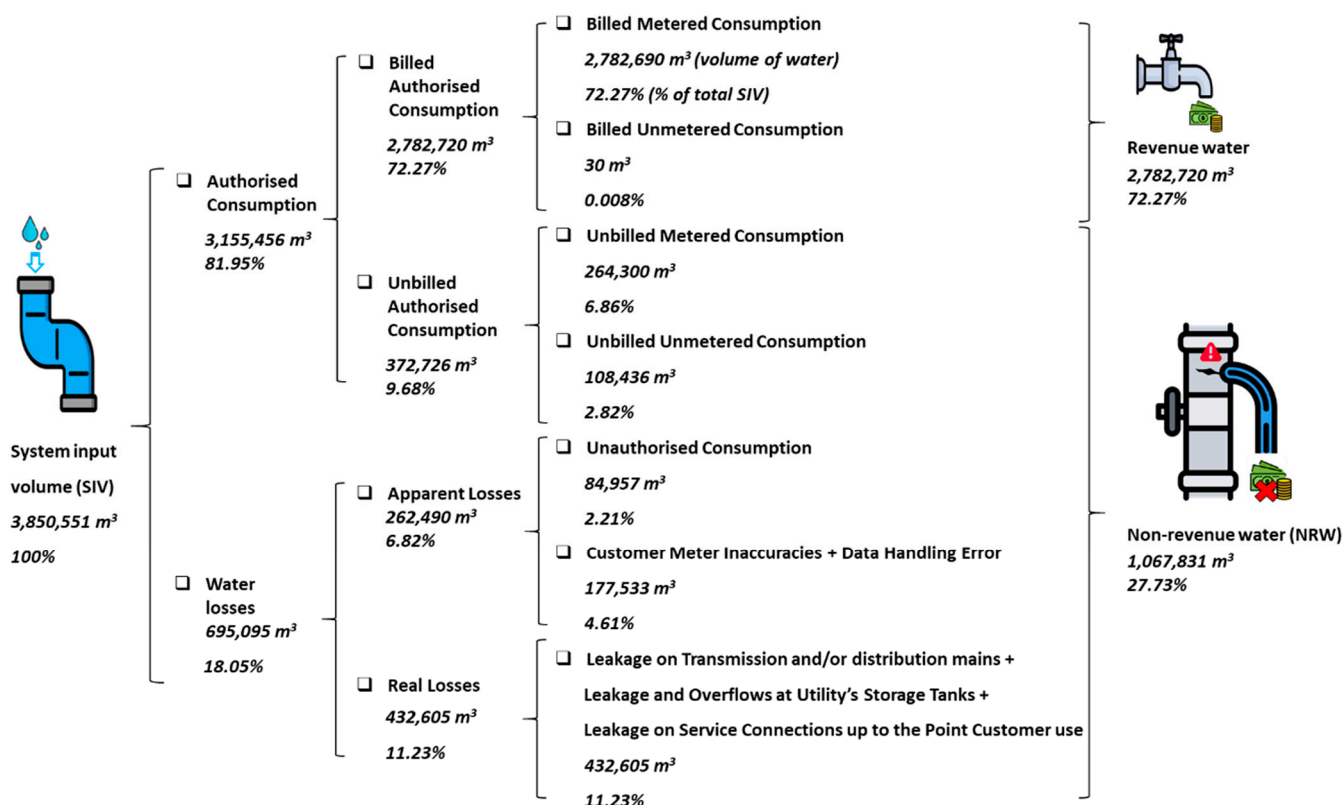 System input
volume (SIV)
3,850,551 m³
100%
❑ Authorised
Consumption
3,155,456 m³
81.95%
❑ Water
losses
695,095 m³
18.05%
❑ Billed
Authorised
Consumption
2,782,720 m³
72.27%
❑ Unbilled
Authorised
Consumption
372,726 m³
9.68%
❑ Apparent Losses
262,490 m³
6.82%
❑ Real Losses
432,605 m³
11.23%
❑ Billed Metered Consumption
2,782,690 m³ (volume of water)
72.27% (% of total SIV)
❑ Billed Unmetered Consumption
30 m³
0.008%
❑ Unbilled Metered Consumption
264,300 m³
6.86%
❑ Unbilled Unmetered Consumption
108,436 m³
2.82%
❑ Unauthorised Consumption
84,957 m³
2.21%
❑ Customer Meter Inaccuracies + Data Handling Error
177,533 m³
4.61%
❑ Leakage on Transmission and/or distribution mains +
Leakage and Overflows at Utility's Storage Tanks +
Leakage on Service Connections up to the Point Customer use
432,605 m³
11.23%
Revenue water
2,782,720 m³
72.27%
Non-revenue water (NRW)
1,067,831 m³
27.73%